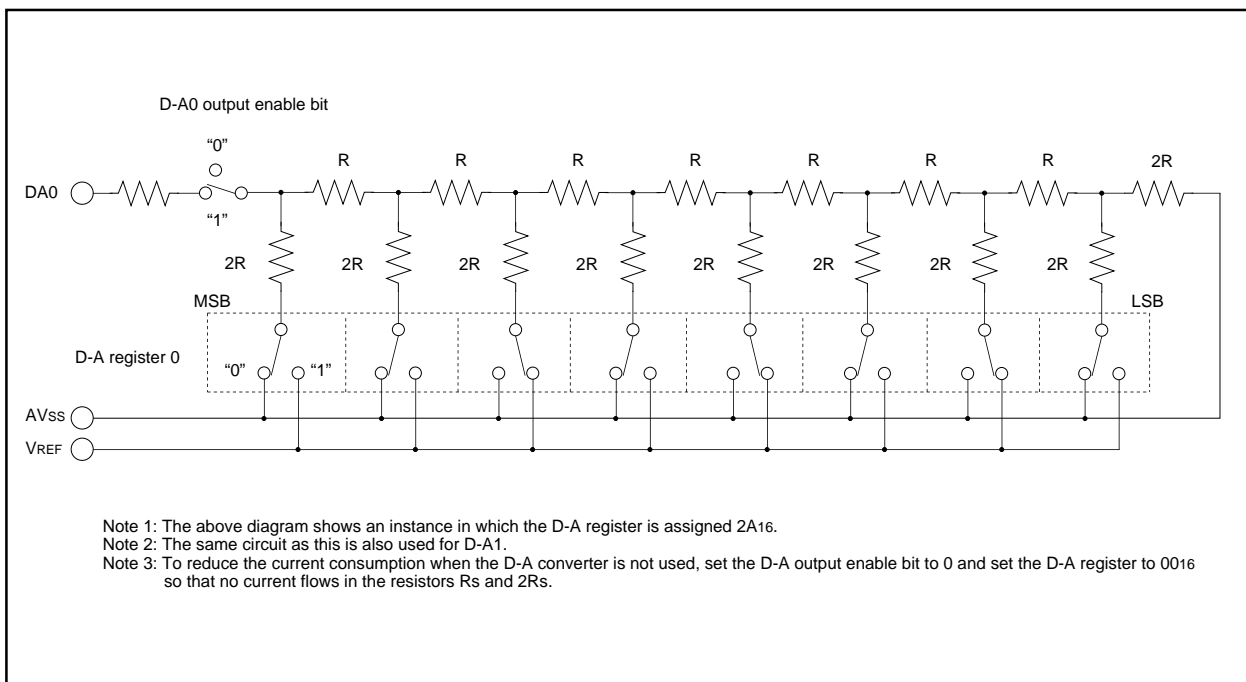 D-A0 output enable bit
“0”
R R R R R R R 2R
DA0
“1”
2R 2R 2R 2R 2R 2R 2R 2R
MSB LSB
D-A register 0
“0” “1”
AVSS
VREF
Note 1: The above diagram shows an instance in which the D-A register is assigned 2A16.
Note 2: The same circuit as this is also used for D-A1.
Note 3: To reduce the current consumption when the D-A converter is not used, set the D-A output enable bit to 0 and set the D-A register to 0016
so that no current flows in the resistors Rs and 2Rs.